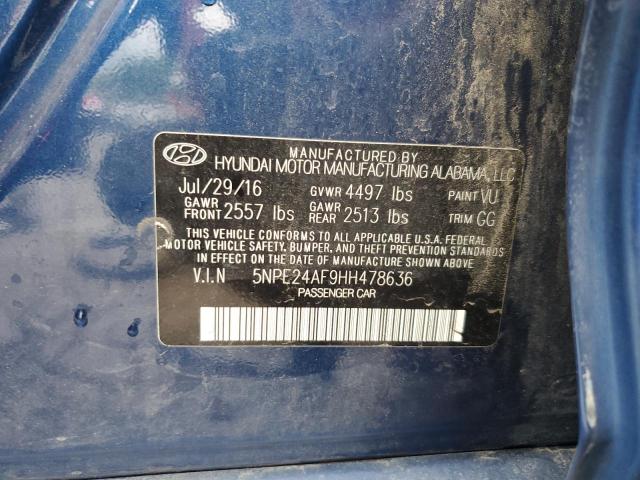 MANUFACTURED BY
HYUNDAI MOTOR MANUFACTURING ALABAMA, LLC
Jul/29/16 GVWR 4497 lbs PAINT VU
GAWR FRONT 2557 lbs GAWR REAR 2513 lbs TRIM GG
THIS VEHICLE CONFORMS TO ALL APPLICABLE U.S.A. FEDERAL
MOTOR VEHICLE SAFETY, BUMPER, AND THEFT PREVENTION STANDARDS
IN EFFECT ON THE DATE OF MANUFACTURE SHOWN ABOVE.
V.I.N 5NPE24AF9HH478636
PASSENGER CAR